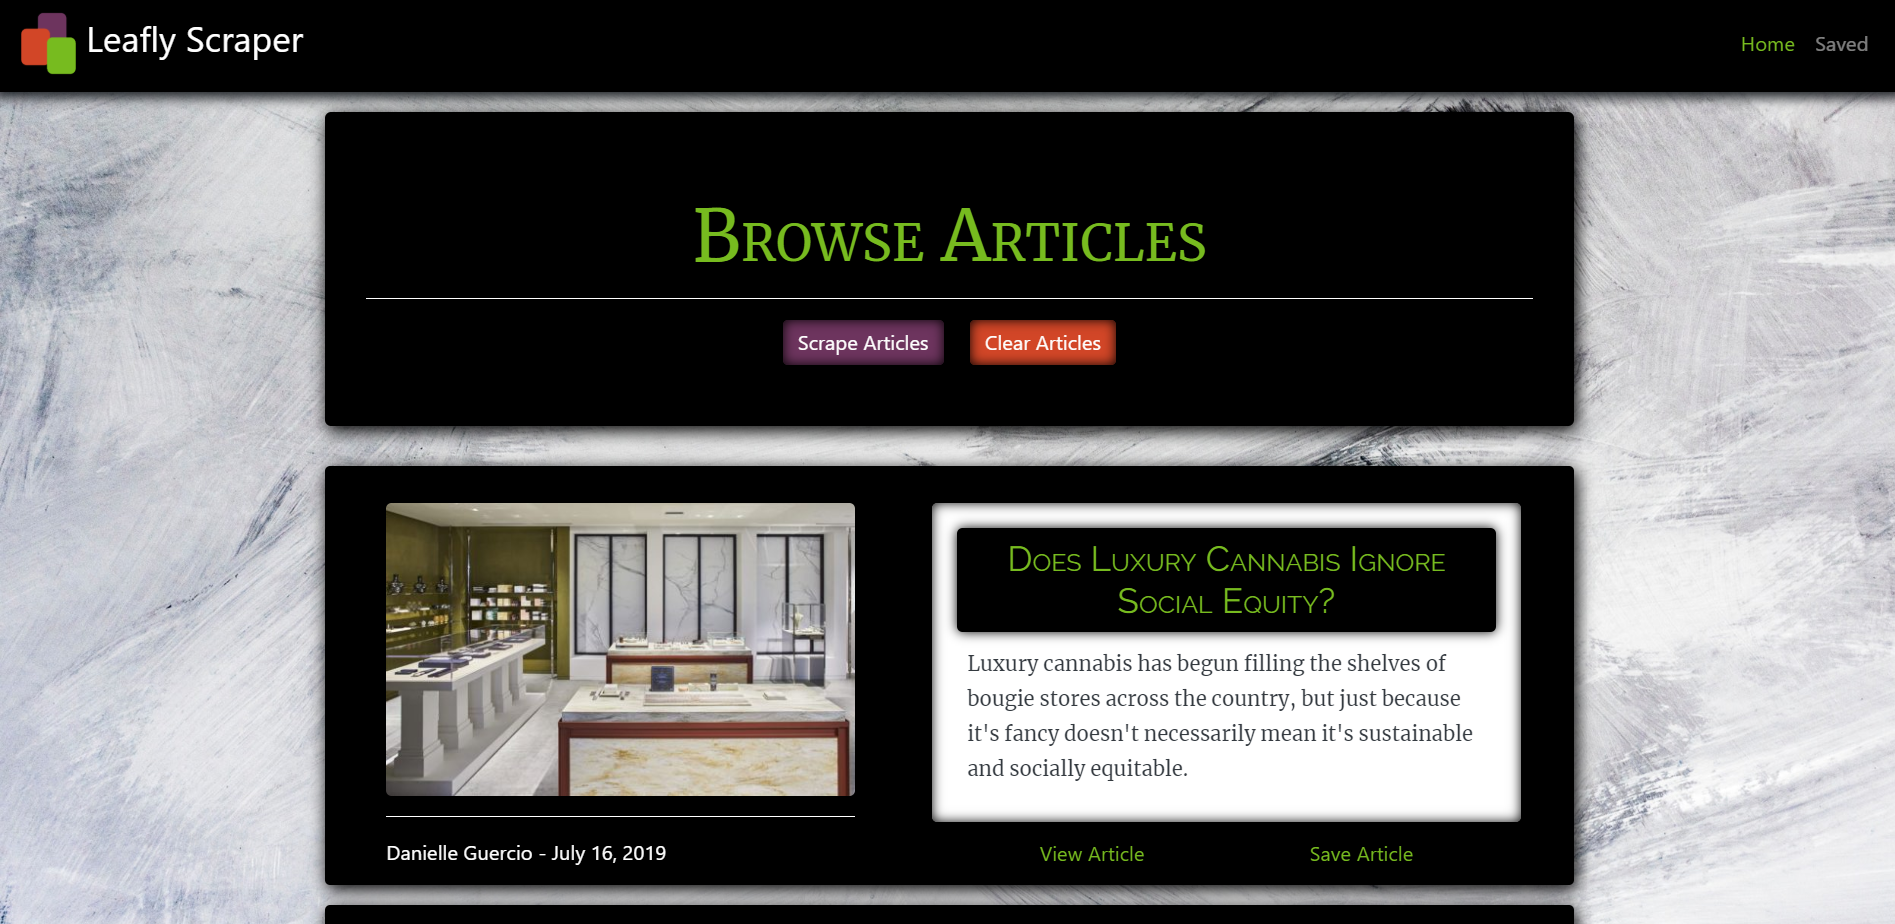 Leafly Scraper
Home Saved
Browse Articles
Scrape Articles Clear Articles
Does Luxury Cannabis Ignore
Social Equity?
Luxury cannabis has begun filling the shelves of
bougie stores across the country, but just because
it's fancy doesn't necessarily mean it's sustainable
and socially equitable.
Danielle Guercio - July 16, 2019
View Article Save Article